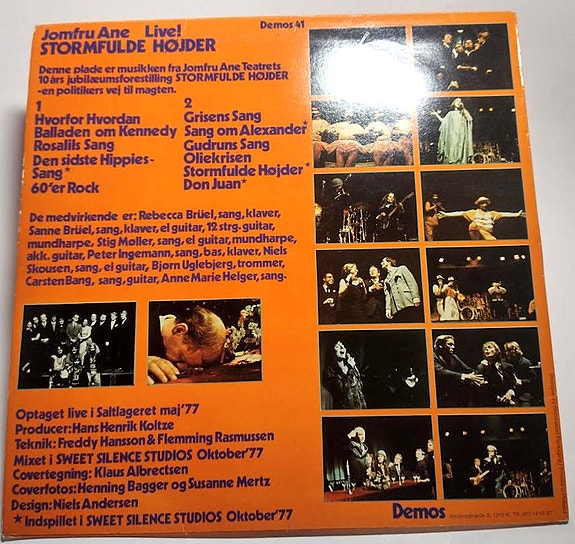 Jomfru Ane Live!
Demos 41
STORMFULDE HØJDER
Denne plade er musikken fra Jomfru Ane Teatrets
10 års jubilæumsforestilling STORMFULDE HØJDER
-en politikers vej til magten.
1
Hvorfor Hvordan
Balladen om Kennedy
Rosalils Sang
Den sidste Hippies-
Sang*
60'er Rock
2
Grisens Sang
Sang om Alexander*
Gudruns Sang
Oliekrisen
Stormfulde Højder*
Don Juan*
De medvirkende er: Rebecca Brüel, sang, klaver,
Sanne Brüel, sang, klaver, el guitar, 12 strg. guitar,
mundharpe, Stig Møller, sang, el guitar, mundharpe,
akk. guitar, Peter Ingemann, sang, bas, klaver, Niels
Skousen, sang, el guitar, Bjørn Uglebjerg, trommer,
Carsten Bang, sang, guitar, Anne Marie Helger, sang.
Optaget live i Saltlageret maj '77
Producer: Hans Henrik Koltze
Teknik: Freddy Hansson & Flemming Rasmussen
Mixet i SWEET SILENCE STUDIOS Oktober '77
Covertegning: Klaus Albrectsen
Coverfotos: Henning Bagger og Susanne Mertz
Design: Niels Andersen
* Indspillet i SWEET SILENCE STUDIOS Oktober '77
Demos